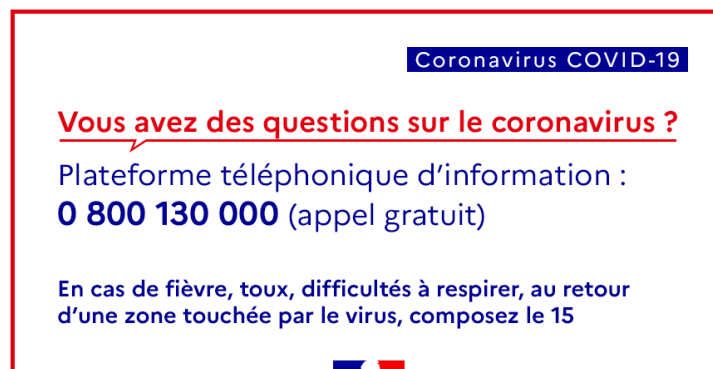 Coronavirus COVID-19
Vous avez des questions sur le coronavirus ?
Plateforme téléphonique d’information :
0 800 130 000 (appel gratuit)
En cas de fièvre, toux, difficultés à respirer, au retour
d’une zone touchée par le virus, composez le 15